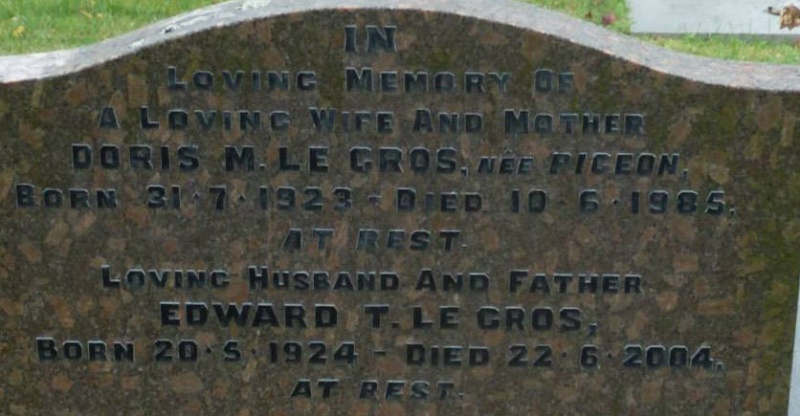 IN
LOVING MEMORY OF
A LOVING WIFE AND MOTHER
DORIS M. LE GROS, NÊE PIGEON,
BORN 31·7·1923 - DIED 10·6·1985.
AT REST.
LOVING HUSBAND AND FATHER
EDWARD T. LE GROS,
BORN 20·5·1924 - DIED 22·6·2004.
AT REST.